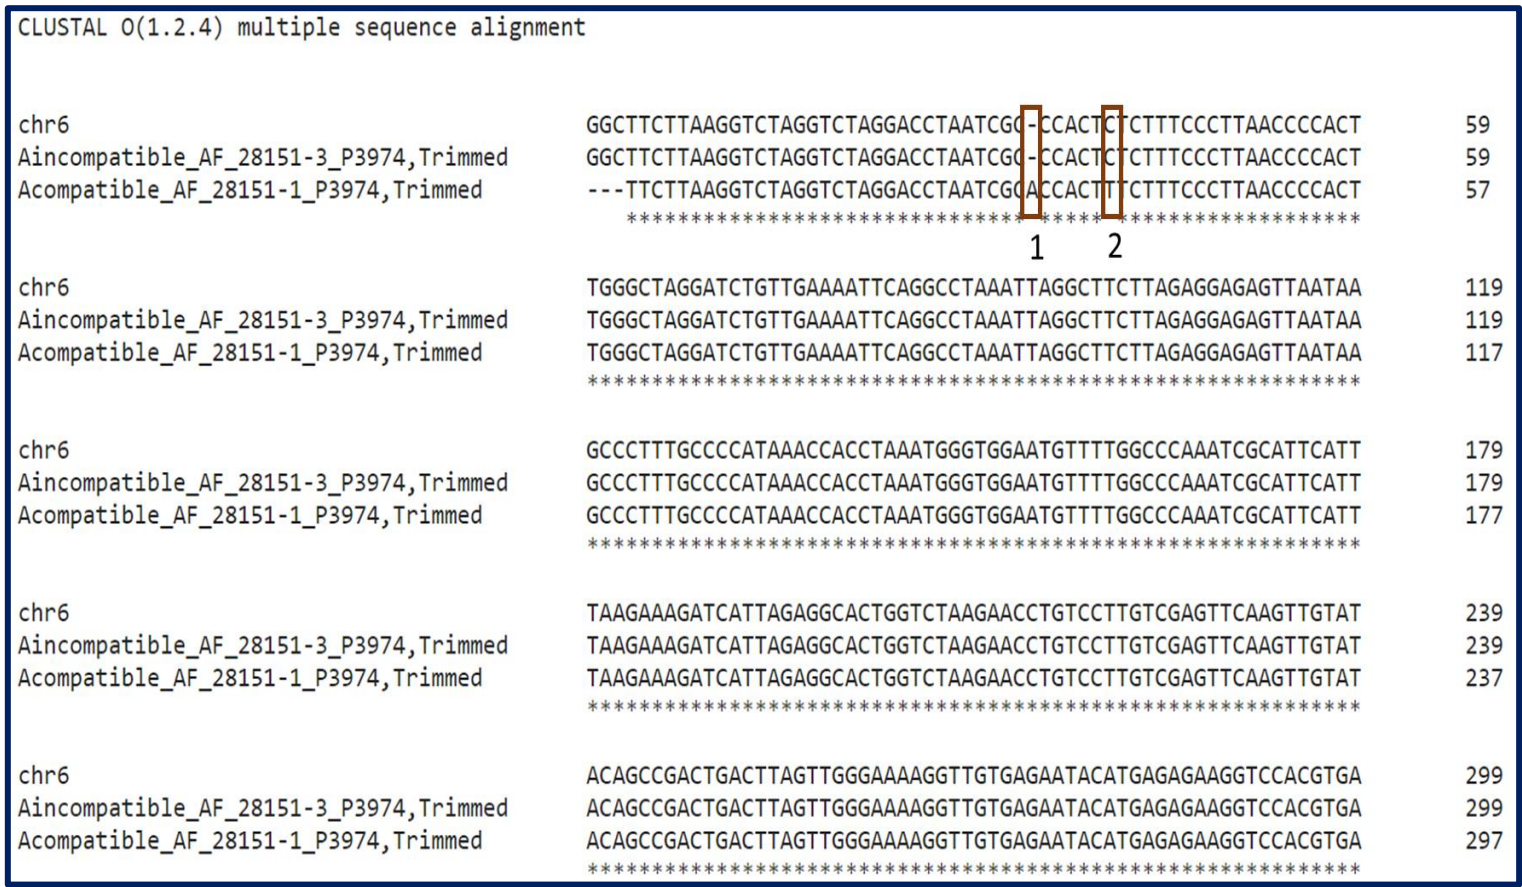 CLUSTAL O(1.2.4) multiple sequence alignment
chr6 GGCTTCTTAAGGTCTAGGTCTAGGACCTAATCGC-CCACTCTCTTTCCCTTAACCCCACT 59
Aincompatible_AF_28151-3_P3974,Trimmed GGCTTCTTAAGGTCTAGGTCTAGGACCTAATCGC-CCACTCTCTTTCCCTTAACCCCACT 59
Acompatible_AF_28151-1_P3974,Trimmed ---TTCTTAAGGTCTAGGTCTAGGACCTAATCGCACCACTTTCTTTCCCTTAACCCCACT 57
******************************* ***** *******************
1 2
chr6 TGGGCTAGGATCTGTTGAAAATTCAGGCCTAAATTAGGCTTCTTAGAGGAGAGTTAATAA 119
Aincompatible_AF_28151-3_P3974,Trimmed TGGGCTAGGATCTGTTGAAAATTCAGGCCTAAATTAGGCTTCTTAGAGGAGAGTTAATAA 119
Acompatible_AF_28151-1_P3974,Trimmed TGGGCTAGGATCTGTTGAAAATTCAGGCCTAAATTAGGCTTCTTAGAGGAGAGTTAATAA 117
************************************************************
chr6 GCCCTTTGCCCCATAAACCACCTAAATGGGTGGAATGTTTTGGCCCAAATCGCATTCATT 179
Aincompatible_AF_28151-3_P3974,Trimmed GCCCTTTGCCCCATAAACCACCTAAATGGGTGGAATGTTTTGGCCCAAATCGCATTCATT 179
Acompatible_AF_28151-1_P3974,Trimmed GCCCTTTGCCCCATAAACCACCTAAATGGGTGGAATGTTTTGGCCCAAATCGCATTCATT 177
************************************************************
chr6 TAAGAAAGATCATTAGAGGCACTGGTCTAAGAACCTGTCCTTGTCGAGTTCAAGTTGTAT 239
Aincompatible_AF_28151-3_P3974,Trimmed TAAGAAAGATCATTAGAGGCACTGGTCTAAGAACCTGTCCTTGTCGAGTTCAAGTTGTAT 239
Acompatible_AF_28151-1_P3974,Trimmed TAAGAAAGATCATTAGAGGCACTGGTCTAAGAACCTGTCCTTGTCGAGTTCAAGTTGTAT 237
************************************************************
chr6 ACAGCCGACTGACTTAGTTGGGAAAAGGTTGTGAGAATACATGAGAGAAGGTCCACGTGA 299
Aincompatible_AF_28151-3_P3974,Trimmed ACAGCCGACTGACTTAGTTGGGAAAAGGTTGTGAGAATACATGAGAGAAGGTCCACGTGA 299
Acompatible_AF_28151-1_P3974,Trimmed ACAGCCGACTGACTTAGTTGGGAAAAGGTTGTGAGAATACATGAGAGAAGGTCCACGTGA 297
************************************************************